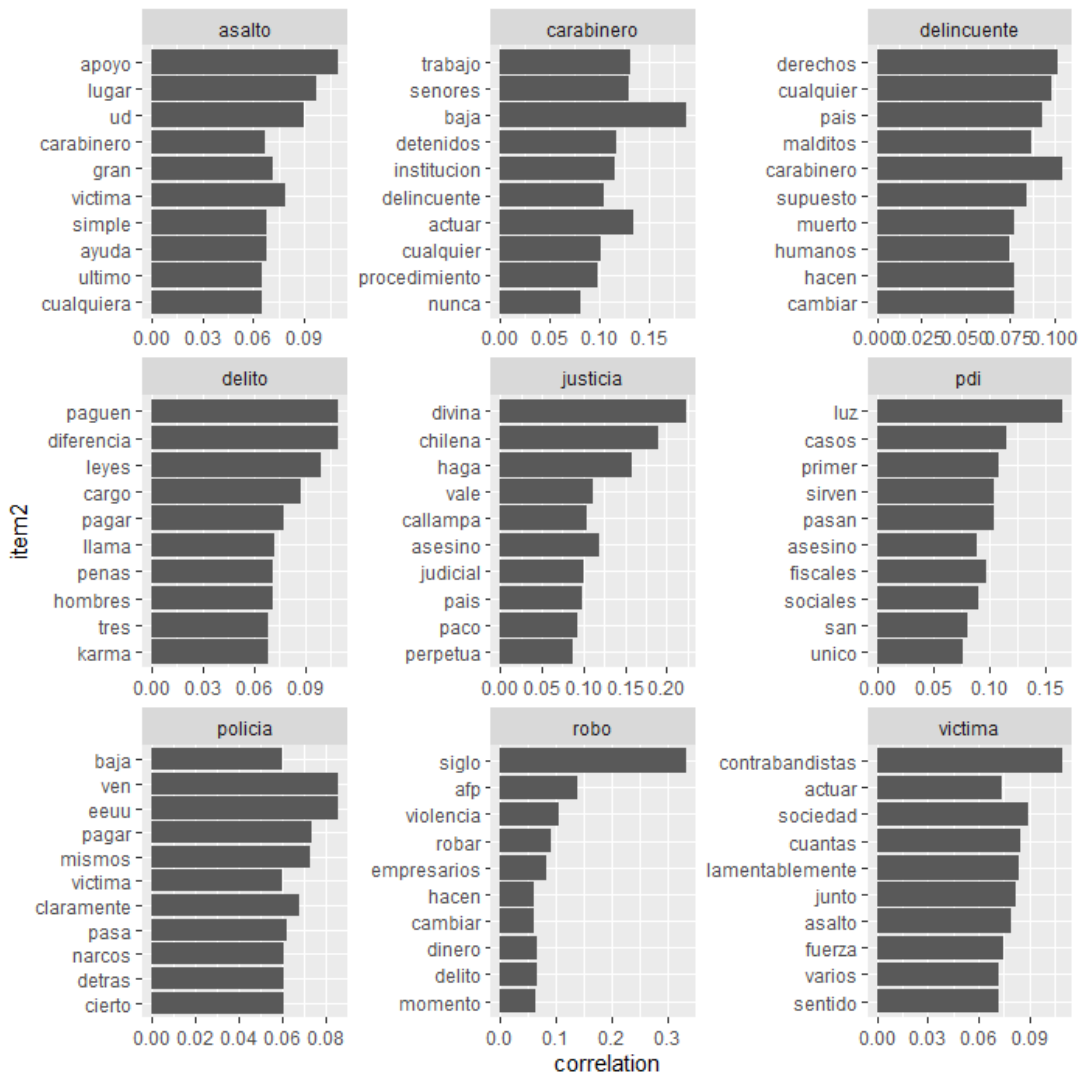 asalto
apoyo
lugar
ud
carabinero
gran
victima
simple
ayuda
ultimo
cualquiera
0.00 0.03 0.06 0.09
carabinero
trabajo
senores
baja
detenidos
institucion
delincuente
actuar
cualquier
procedimiento
nunca
0.00 0.05 0.10 0.15
delincuente
derechos
cualquier
pais
malditos
carabinero
supuesto
muerto
humanos
hacen
cambiar
0.000 0.025 0.050 0.075 0.100
delito
paguen
diferencia
leyes
cargo
pagar
llama
penas
hombres
tres
karma
0.00 0.03 0.06 0.09
justicia
divina
chilena
haga
vale
callampa
asesino
judicial
pais
paco
perpetua
0.00 0.05 0.10 0.15 0.20
pdi
luz
casos
primer
sirven
pasan
asesino
fiscales
sociales
san
unico
0.00 0.05 0.10 0.15
policia
baja
ven
eeuu
pagar
mismos
victima
claramente
pasa
narcos
detras
cierto
0.00 0.02 0.04 0.06 0.08
robo
siglo
afp
violencia
robar
empresarios
hacen
cambiar
dinero
delito
momento
0.0 0.1 0.2 0.3
victima
contrabandistas
actuar
sociedad
cuantas
lamentablemente
junto
asalto
fuerza
varios
sentido
0.00 0.03 0.06 0.09
item2
correlation